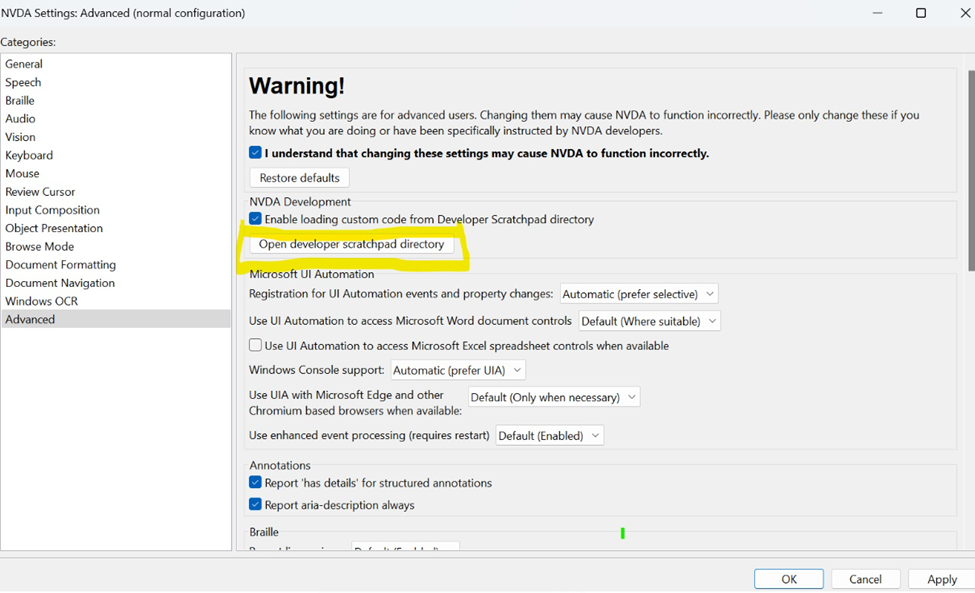 NVDA Settings: Advanced (normal configuration)
Categories:
General
Speech
Braille
Audio
Vision
Keyboard
Mouse
Review Cursor
Input Composition
Object Presentation
Browse Mode
Document Formatting
Document Navigation
Windows OCR
Advanced
Warning!
The following settings are for advanced users. Changing them may cause NVDA to function incorrectly. Please only change these if you
know what you are doing or have been specifically instructed by NVDA developers.
I understand that changing these settings may cause NVDA to function incorrectly.
Restore defaults
NVDA Development
Enable loading custom code from Developer Scratchpad directory
Open developer scratchpad directory
Microsoft UI Automation
Registration for UI Automation events and property changes: Automatic (prefer selective)
Use UI Automation to access Microsoft Word document controls Default (Where suitable)
Use UI Automation to access Microsoft Excel spreadsheet controls when available
Windows Console support: Automatic (prefer UIA)
Use UIA with Microsoft Edge and other
Chromium based browsers when available: Default (Only when necessary)
Use enhanced event processing (requires restart) Default (Enabled)
Annotations
Report 'has details' for structured annotations
Report aria-description always
Braille
OK Cancel Apply